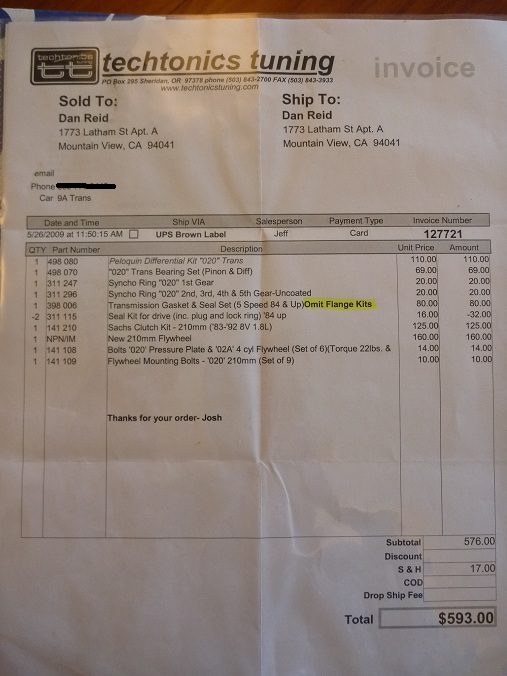 techtonics
tt
techtonics tuning
invoice
PO Box 295 Sheridan, OR 97378 phone (503) 843-2700 FAX (503) 843-3933
www.techtonicstuning.com
Sold To:
Dan Reid
1773 Latham St Apt. A
Mountain View, CA 94041
Ship To:
Dan Reid
1773 Latham St Apt. A
Mountain View, CA 94041
email
Phone
Car 9A Trans
Date and Time Ship VIA Salesperson Payment Type Invoice Number
5/26/2009 at 11:50:15 AM UPS Brown Label Jeff Card 127721
QTY Part Number Description Unit Price Amount
1 498 080 Peloquin Differential Kit "020" Trans 110.00 110.00
1 498 070 "020" Trans Bearing Set (Pinon & Diff) 69.00 69.00
1 311 247 Syncho Ring "020" 1st Gear 20.00 20.00
1 311 296 Syncho Ring "020" 2nd, 3rd, 4th & 5th Gear-Uncoated 20.00 20.00
1 398 006 Transmission Gasket & Seal Set (5 Speed 84 & Up)Omit Flange Kits 80.00 80.00
-2 311 115 Seal Kit for drive (inc. plug and lock ring) '84 up 16.00 -32.00
1 141 210 Sachs Clutch Kit - 210mm ('83-'92 8V 1.8L) 125.00 125.00
1 NPN/IM New 210mm Flywheel 160.00 160.00
1 141 108 Bolts '020' Pressure Plate & '02A' 4 cyl Flywheel (Set of 6)(Torque 22lbs. & 14.00 14.00
1 141 109 Flywheel Mounting Bolts - '020' 210mm (Set of 9) 10.00 10.00
Thanks for your order- Josh
Subtotal 576.00
Discount
S & H 17.00
COD
Drop Ship Fee
Total $593.00